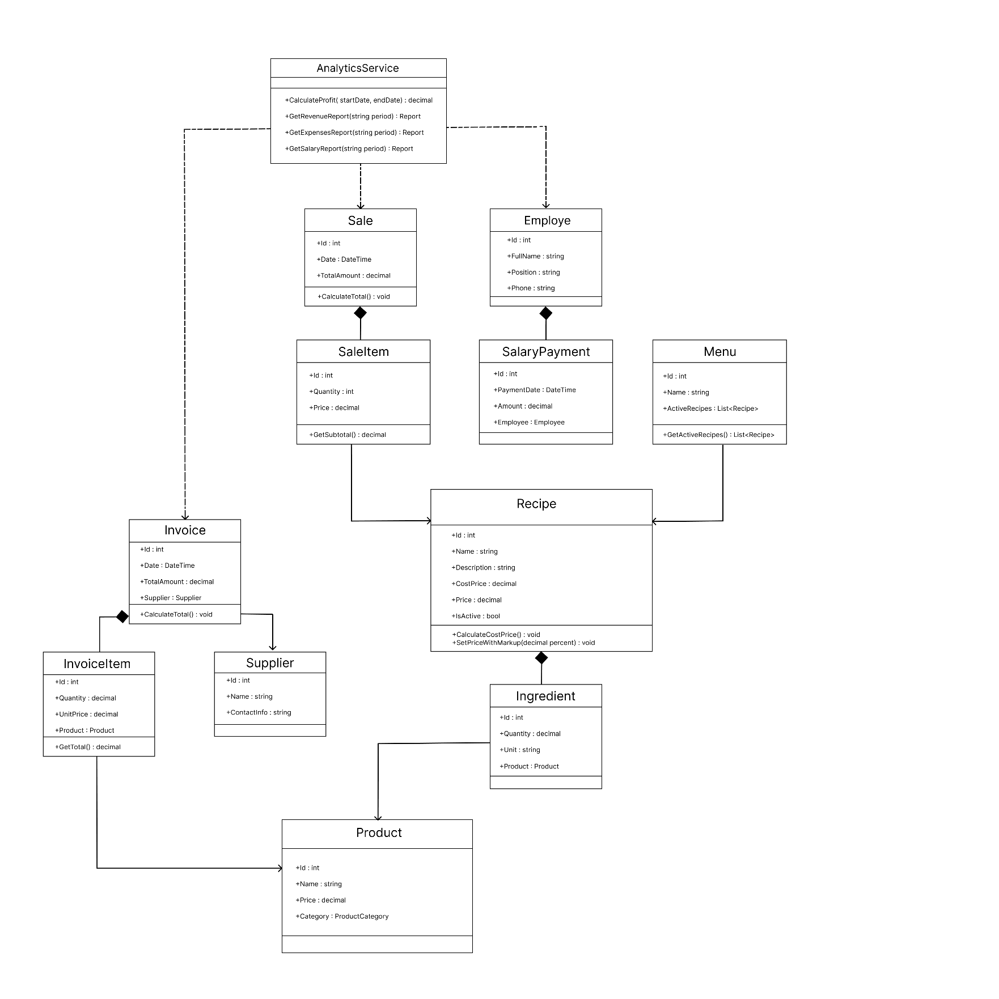 AnalyticsService
+CalculateProfit( startDate, endDate) : decimal
+GetRevenueReport(string period) : Report
+GetExpensesReport(string period) : Report
+GetSalaryReport(string period) : Report
Sale
+Id : int
+Date : DateTime
+TotalAmount : decimal
+CalculateTotal() : void
Employe
+Id : int
+FullName : string
+Position : string
+Phone : string
SaleItem
+Id : int
+Quantity : int
+Price : decimal
+GetSubtotal() : decimal
SalaryPayment
+Id : int
+PaymentDate : DateTime
+Amount : decimal
+Employee : Employee
Menu
+Id : int
+Name : string
+ActiveRecipes : List<Recipe>
+GetActiveRecipes() : List<Recipe>
Recipe
+Id : int
+Name : string
+Description : string
+CostPrice : decimal
+Price : decimal
+IsActive : bool
+CalculateCostPrice() : void
+SetPriceWithMarkup(decimal percent) : void
Invoice
+Id : int
+Date : DateTime
+TotalAmount : decimal
+Supplier : Supplier
+CalculateTotal() : void
InvoiceItem
+Id : int
+Quantity : decimal
+UnitPrice : decimal
+Product : Product
+GetTotal() : decimal
Supplier
+Id : int
+Name : string
+ContactInfo : string
Ingredient
+Id : int
+Quantity : decimal
+Unit : string
+Product : Product
Product
+Id : int
+Name : string
+Price : decimal
+Category : ProductCategory